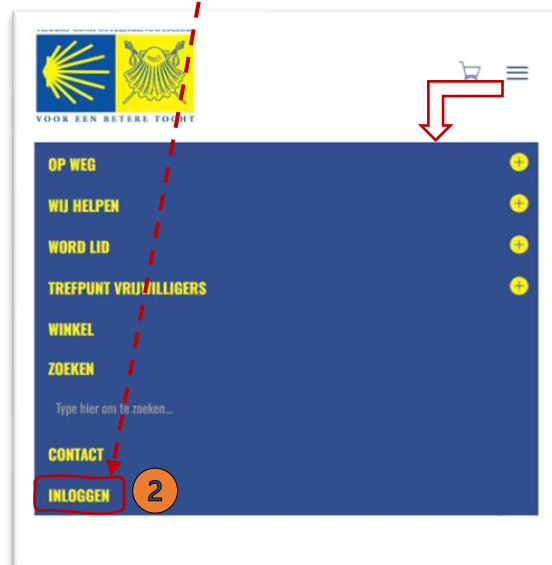 VOOR EEN BETERE TOCHT
OP WEG
WIJ HELPEN
WORD LID
TREFPUNT VRIJWILLIGERS
WINKEL
ZOEKEN
Type hier om te zoeken...
CONTACT
INLOGGEN
2